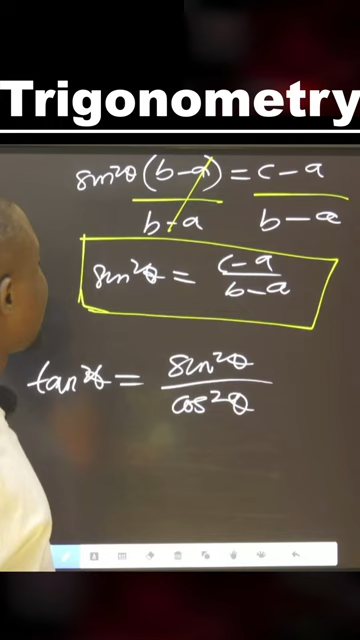 Trigonometry
sin²θ (b-a) = c-a
b-a b-a
sin²θ = c-a
b-a
tan²θ = sin²θ
cos²θ